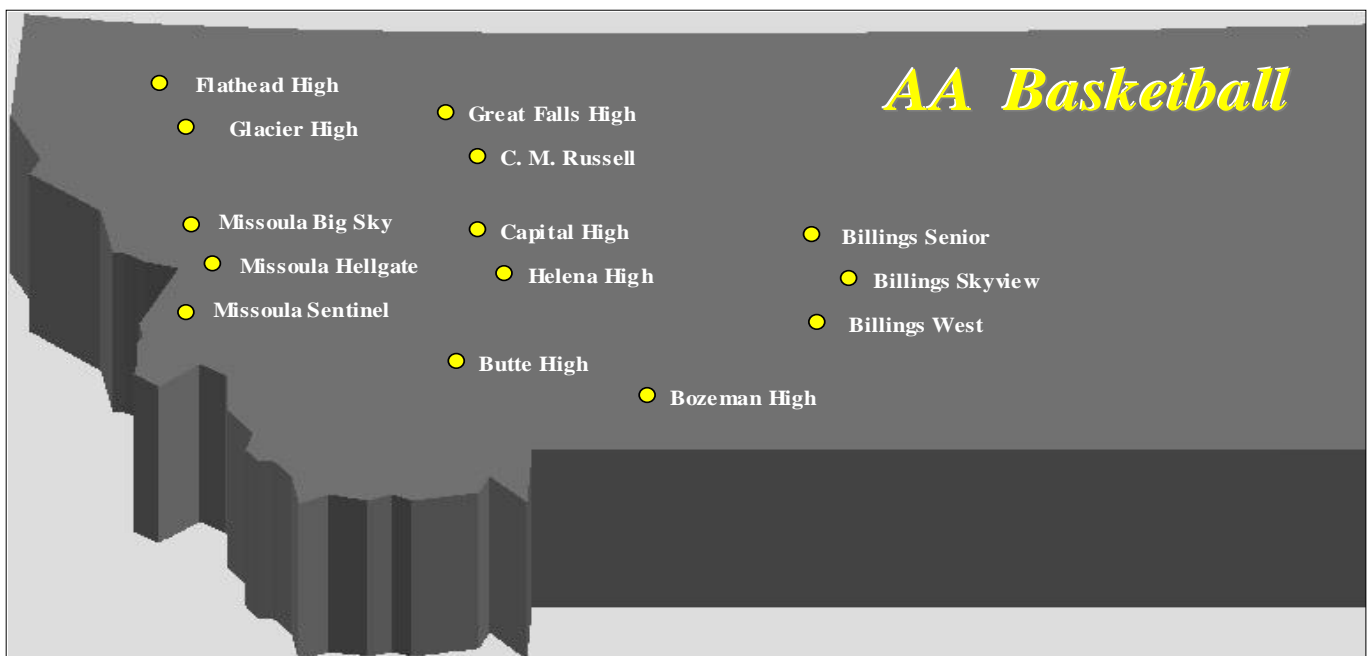 AA Basketball
Flathead High
Glacier High
Great Falls High
C. M. Russell
Missoula Big Sky
Missoula Hellgate
Missoula Sentinel
Capital High
Helena High
Billings Senior
Billings Skyview
Billings West
Butte High
Bozeman High